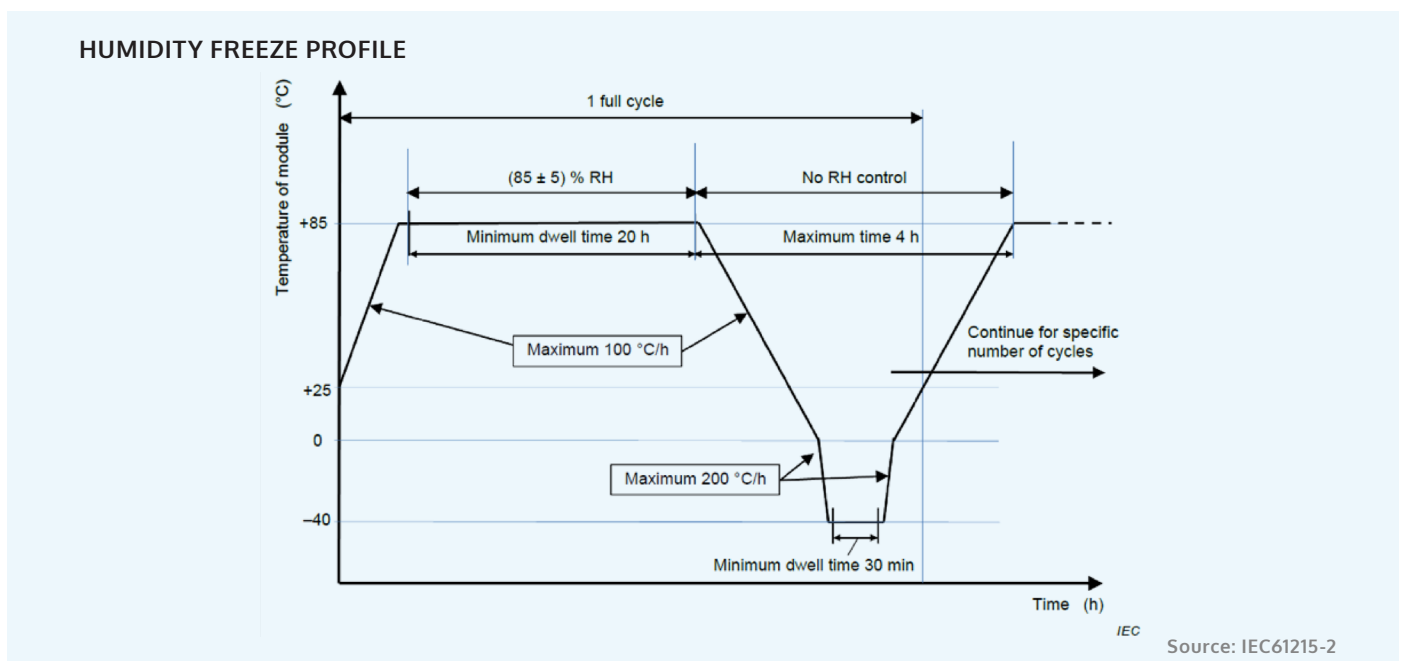 HUMIDITY FREEZE PROFILE
Temperature of module (°C)
1 full cycle
(85 ± 5) % RH
No RH control
+85
Minimum dwell time 20 h
Maximum time 4 h
Continue for specific
number of cycles
Maximum 100 °C/h
+25
0
Maximum 200 °C/h
–40
Minimum dwell time 30 min
Time (h)
IEC
Source: IEC61215-2